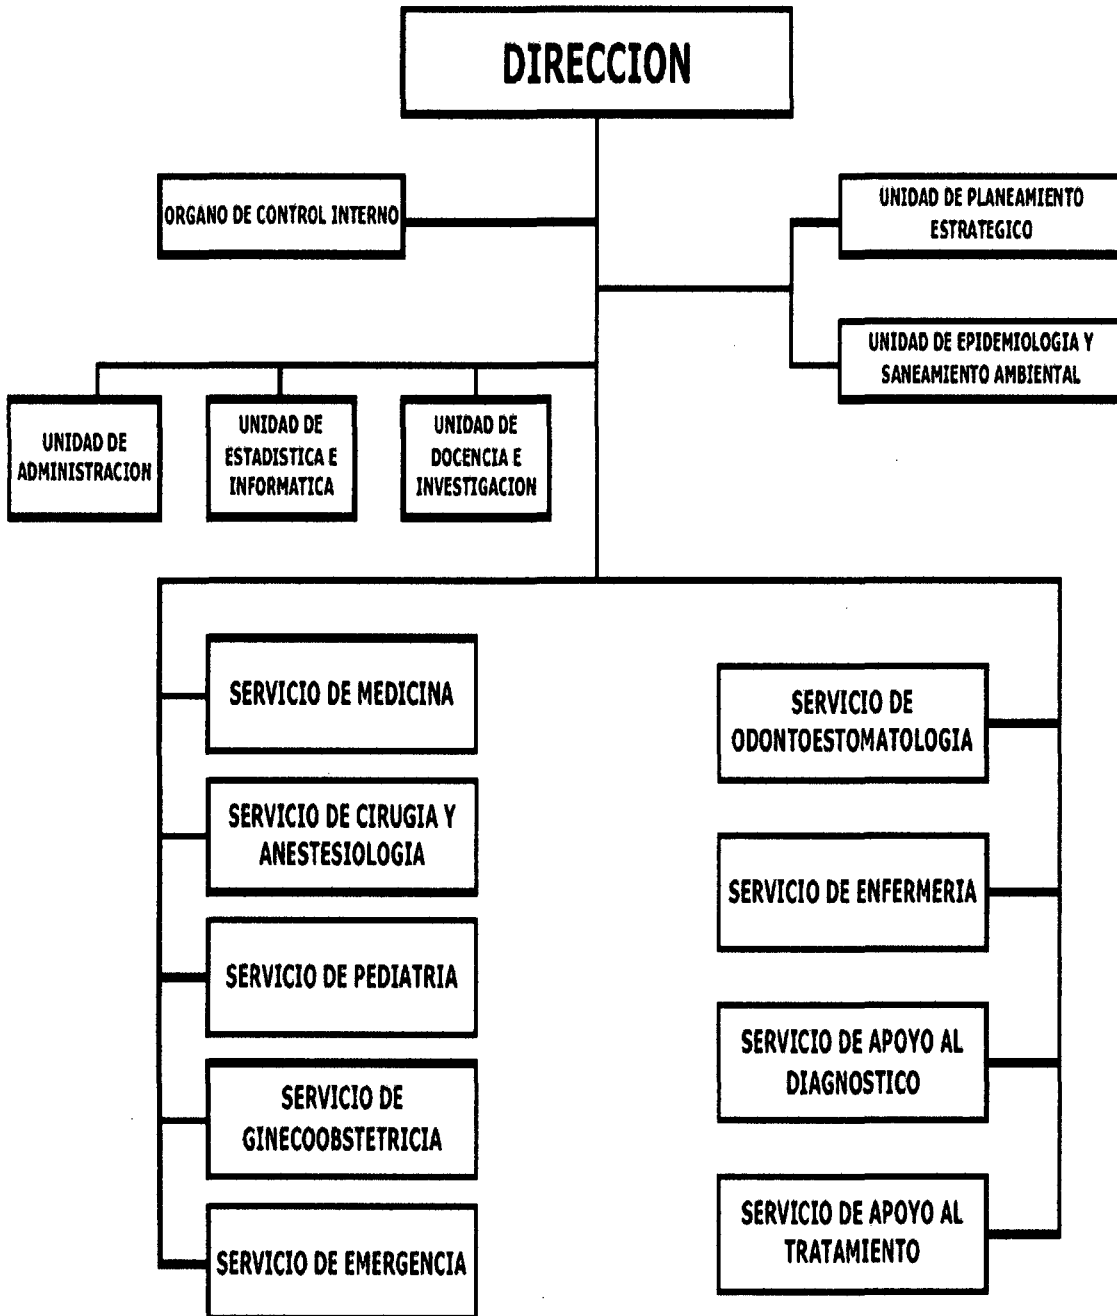 DIRECCION
ORGANO DE CONTROL INTERNO
UNIDAD DE PLANEAMIENTO
ESTRATEGICO
UNIDAD DE EPIDEMIOLOGIA Y
SANEAMIENTO AMBIENTAL
UNIDAD DE
ADMINISTRACION
UNIDAD DE
ESTADISTICA E
INFORMATICA
UNIDAD DE
DOCENCIA E
INVESTIGACION
SERVICIO DE MEDICINA
SERVICIO DE CIRUGIA Y
ANESTESIOLOGIA
SERVICIO DE PEDIATRIA
SERVICIO DE
GINECOOBSTETRICIA
SERVICIO DE EMERGENCIA
SERVICIO DE
ODONTOESTOMATOLOGIA
SERVICIO DE ENFERMERIA
SERVICIO DE APOYO AL
DIAGNOSTICO
SERVICIO DE APOYO AL
TRATAMIENTO